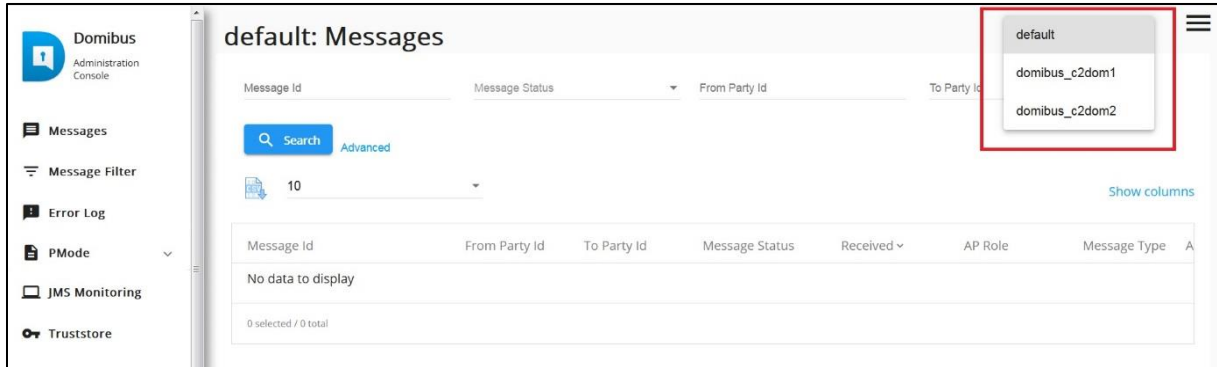 Domibus
Administration
Console
Messages
Message Filter
Error Log
PMode
JMS Monitoring
Truststore
default: Messages
default
domibus_c2dom1
domibus_c2dom2
Message Id
Message Status
From Party Id
To Party Id
Search
Advanced
10
Show columns
Message Id From Party Id To Party Id Message Status Received AP Role Message Type A
No data to display
0 selected / 0 total